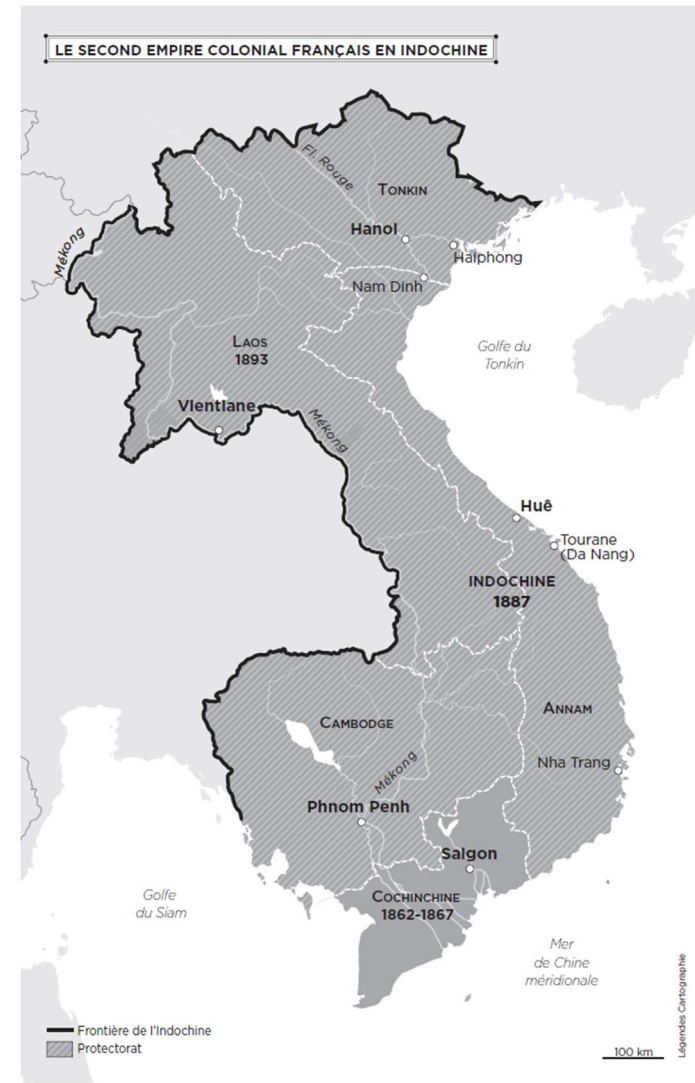 LE SECOND EMPIRE COLONIAL FRANÇAIS EN INDOCHINE
Fl. Rouge
TONKIN
Mékong
Hanoï
Haïphong
Nam Dinh
LAOS
1893
Golfe du
Tonkin
Vientiane
Mékong
Huê
Tourane
(Da Nang)
INDOCHINE
1887
CAMBODGE
ANNAM
Mékong
Nha Trang
Phnom Penh
Saïgon
Golfe
du Siam
COCHINCHINE
1862-1867
Mer
de Chine
méridionale
Frontière de l'Indochine
Protectorat
100 km
Légendes Cartographie